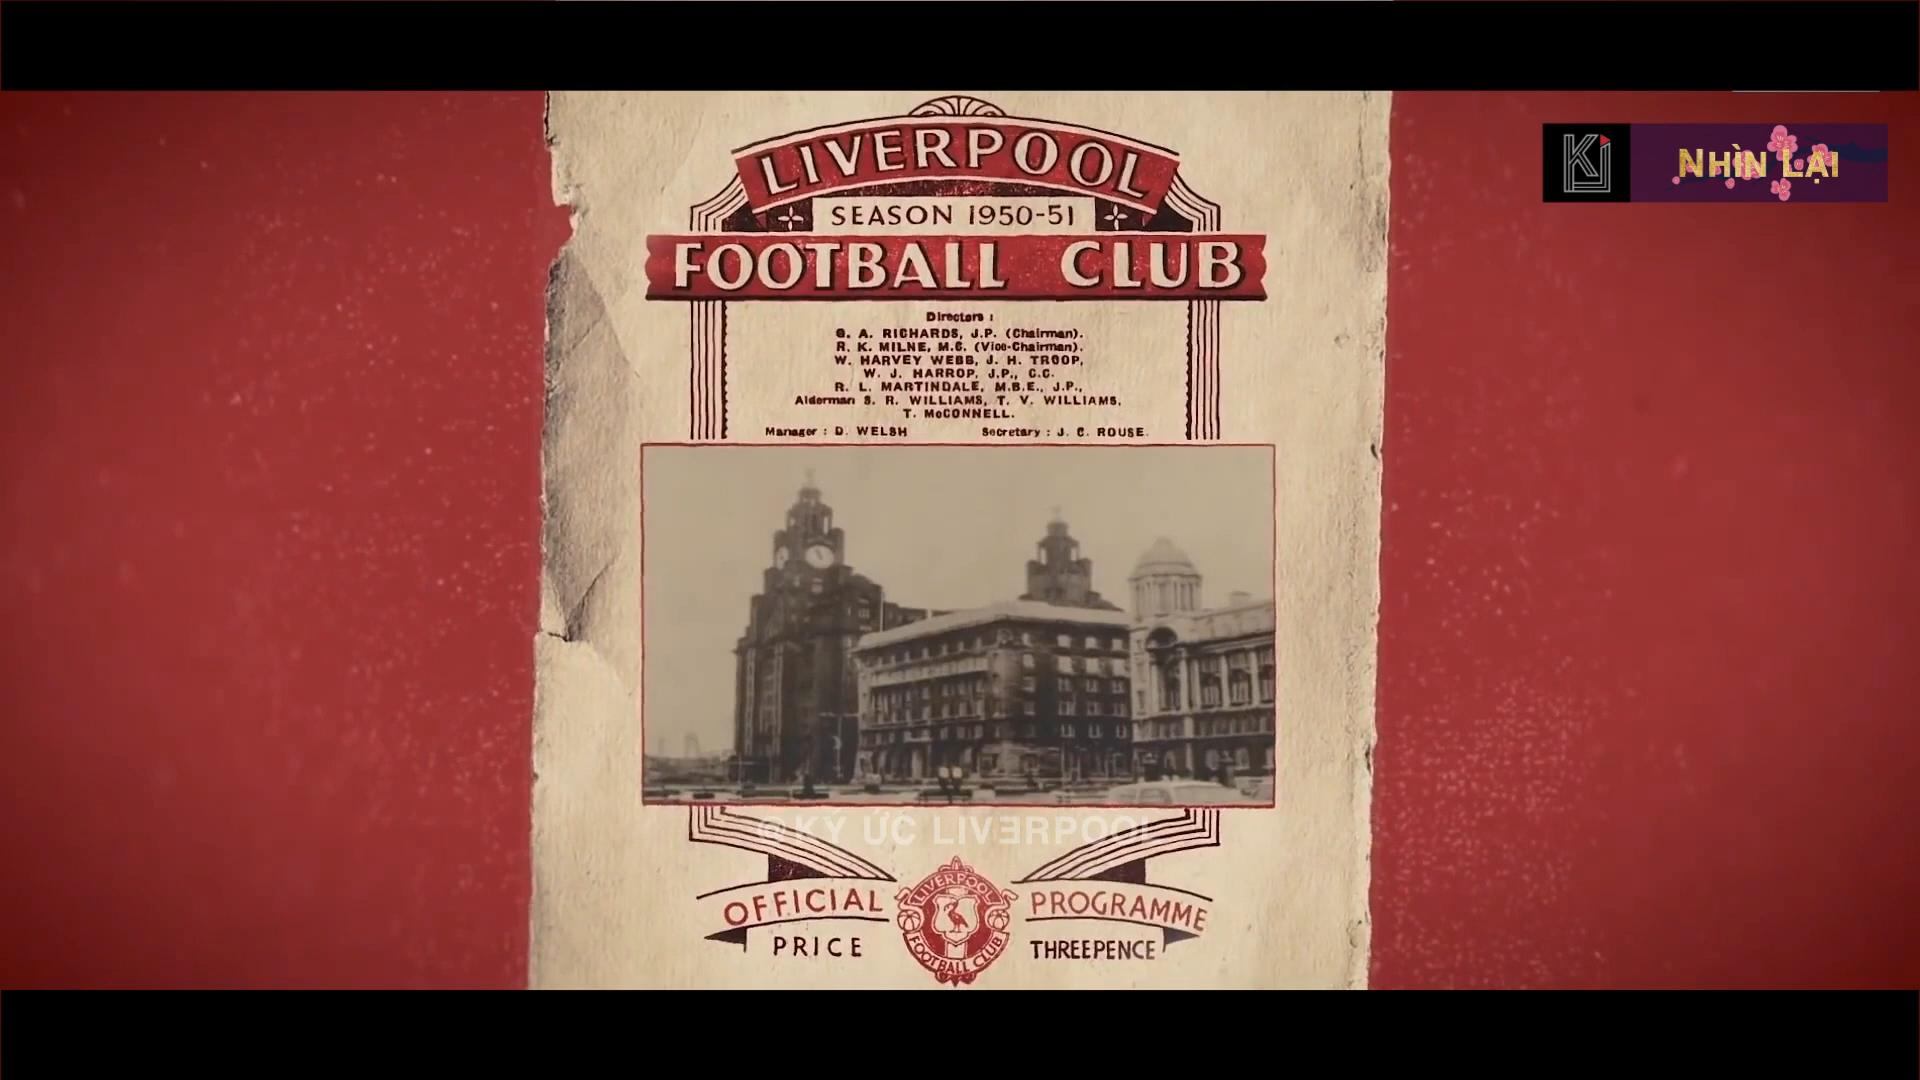 LIVERPOOL
SEASON 1950-51
FOOTBALL CLUB
Directors :
G. A. RICHARDS, J.P. (Chairman).
R. K. MILNE, M.C. (Vice-Chairman).
W. HARVEY WEBB, J. H. TROOP,
W. J. HARROP, J.P., C.C.
R. L. MARTINDALE, M.B.E., J.P.,
Alderman S. R. WILLIAMS, T. V. WILLIAMS,
T. McCONNELL.
Manager : D. WELSH Secretary : J. C. ROUSE.
@KÝ ỨC LIVƎRPOOL
OFFICIAL PROGRAMME
PRICE THREEPENCE
LIVERPOOL
FOOTBALL CLUB
NHÌN LẠI